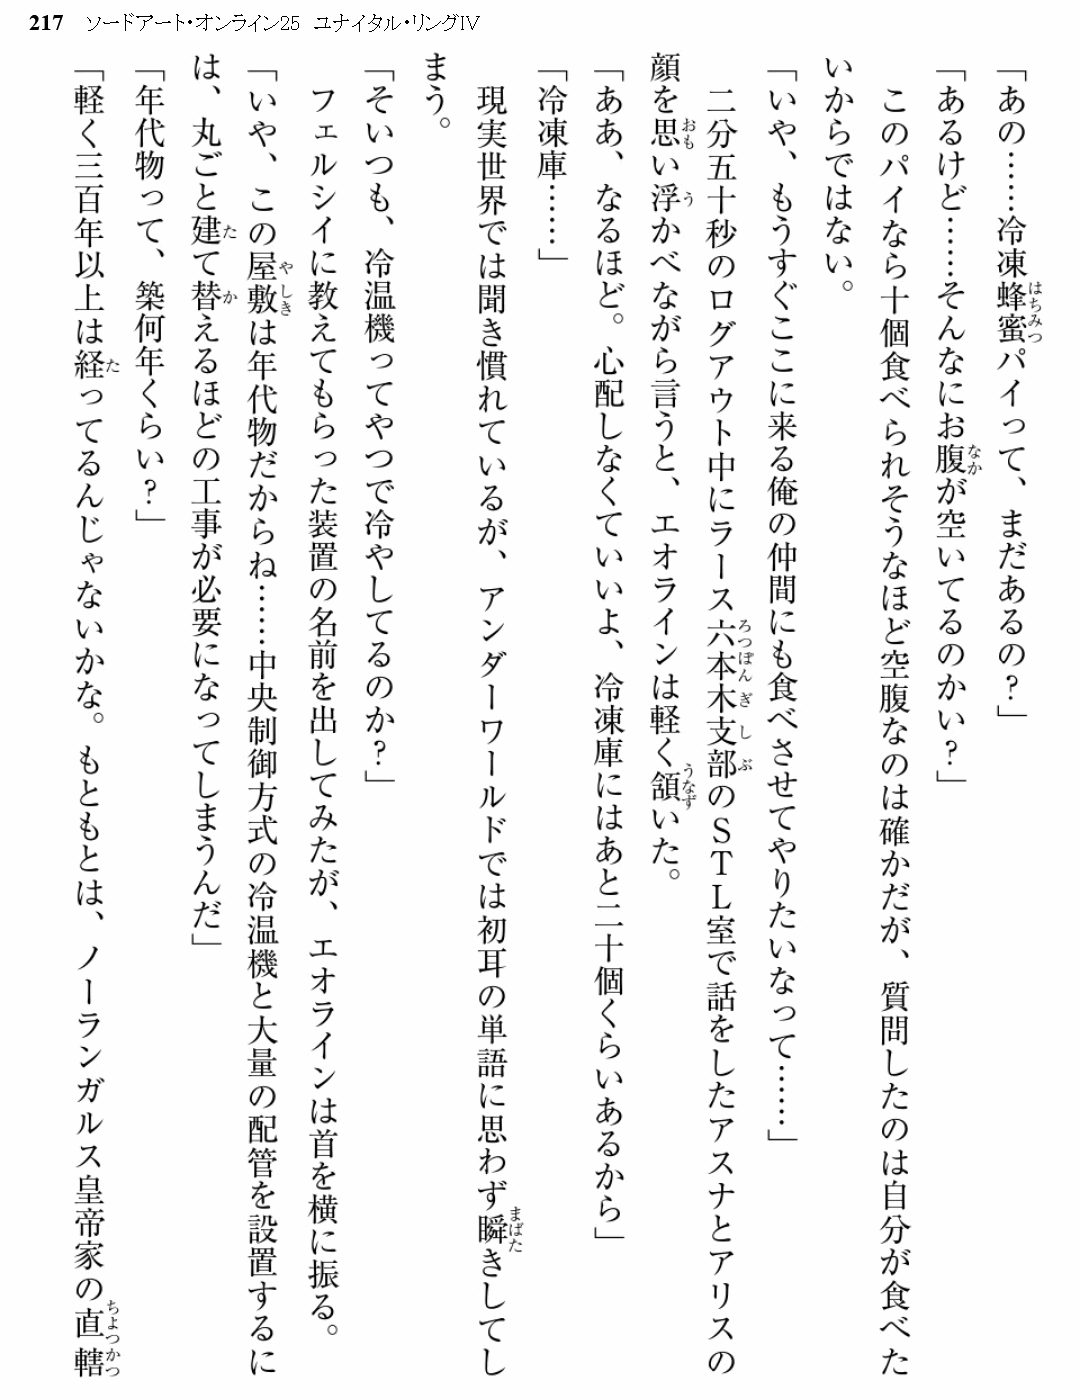 217　ソードアート・オンライン25　ユナイタル・リングIV
「あの……冷凍蜂蜜パイって、まだあるの？」
「あるけど……そんなにお腹が空いてるのかい？」
　このパイなら十個食べられそうなほど空腹なのは確かだが、質問したのは自分が食べた
いからではない。
「いや、もうすぐここに来る俺の仲間にも食べさせてやりたいなって……」
　二分五十秒のログアウト中にラース六本木支部のＳＴＬ室で話をしたアスナとアリスの
顔を思い浮かべながら言うと、エオラインは軽く頷いた。
「ああ、なるほど。心配しなくていいよ、冷凍庫にはあと二十個くらいあるから」
「冷凍庫……」
　現実世界では聞き慣れているが、アンダーワールドでは初耳の単語に思わず瞬きしてし
まう。
「そいつも、冷温機ってやつで冷やしてるのか？」
　フェルシイに教えてもらった装置の名前を出してみたが、エオラインは首を横に振る。
「いや、この屋敷は年代物だからね……中央制御方式の冷温機と大量の配管を設置するに
は、丸ごと建て替えるほどの工事が必要になってしまうんだ」
「年代物って、築何年くらい？」
「軽く三百年以上は経ってるんじゃないかな。もともとは、ノーランガルス皇帝家の直轄